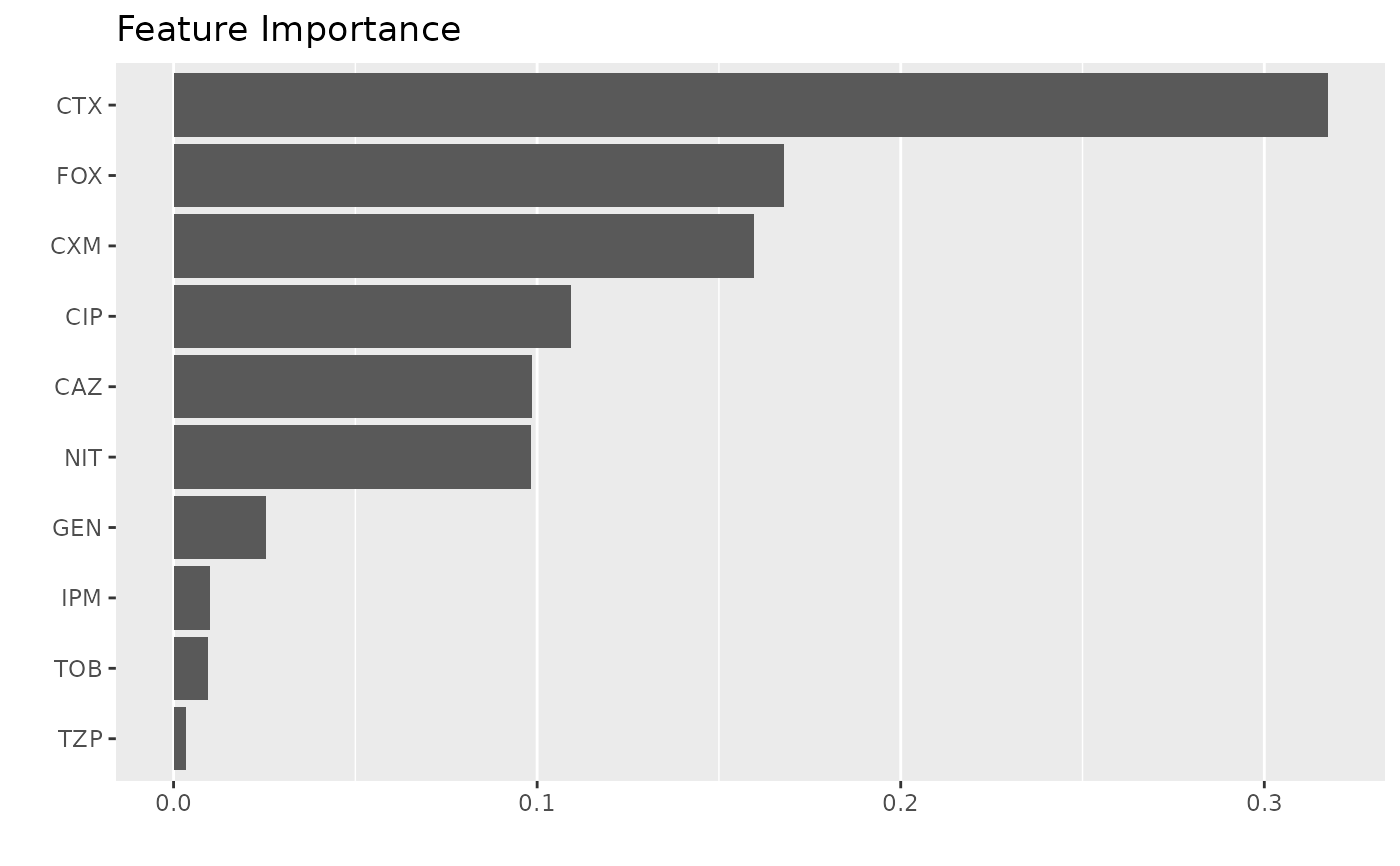 Feature Importance
CTX
FOX
CXM
CIP
CAZ
NIT
GEN
IPM
TOB
TZP
0.0 0.1 0.2 0.3